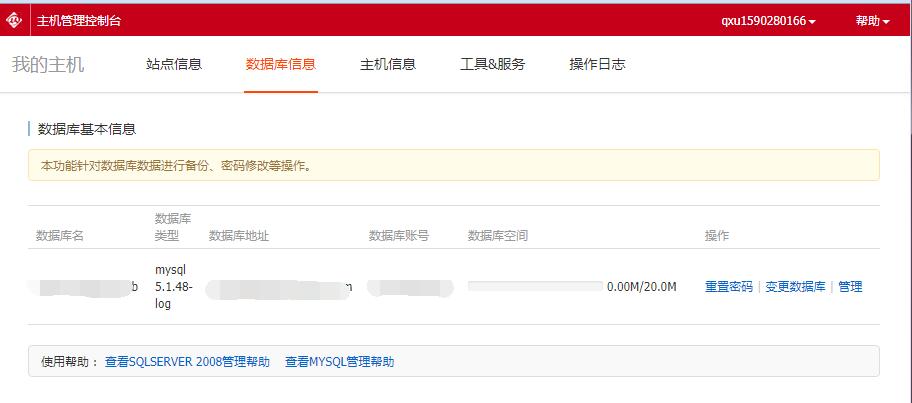 主机管理控制台
qxu1590280166
帮助
我的主机
站点信息
数据库信息
主机信息
工具&服务
操作日志
数据库基本信息
本功能针对数据库数据进行备份、密码修改等操作。
数据库名
数据库
类型
数据库地址
数据库账号
数据库空间
操作
b
mysql
5.1.48-
log
m
0.00M/20.0M
重置密码 | 变更数据库 | 管理
使用帮助： 查看SQLSERVER 2008管理帮助 查看MYSQL管理帮助